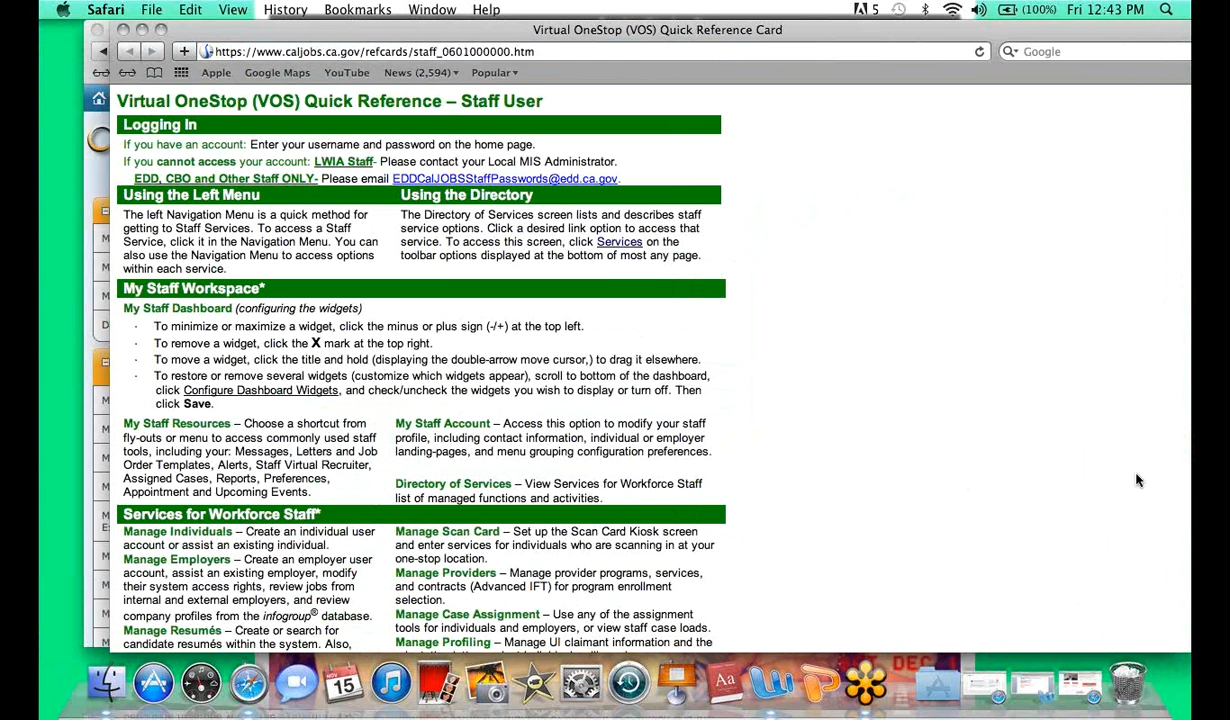 Safari File Edit View History Bookmarks Window Help 5 (100%) Fri 12:43 PM
Virtual OneStop (VOS) Quick Reference Card
https://www.caljobs.ca.gov/refcards/staff_0601000000.htm Google
Apple Google Maps YouTube News (2,594) Popular
Virtual OneStop (VOS) Quick Reference – Staff User
Logging In
If you have an account: Enter your username and password on the home page.
If you cannot access your account: LWIA Staff- Please contact your Local MIS Administrator.
EDD, CBO and Other Staff ONLY- Please email EDDCalJOBSStaffPasswords@edd.ca.gov.
Using the Left Menu
The left Navigation Menu is a quick method for
getting to Staff Services. To access a Staff
Service, click it in the Navigation Menu. You can
also use the Navigation Menu to access options
within each service.
Using the Directory
The Directory of Services screen lists and describes staff
service options. Click a desired link option to access that
service. To access this screen, click Services on the
toolbar options displayed at the bottom of most any page.
My Staff Workspace*
My Staff Dashboard (configuring the widgets)
· To minimize or maximize a widget, click the minus or plus sign (-/+) at the top left.
· To remove a widget, click the X mark at the top right.
· To move a widget, click the title and hold (displaying the double-arrow move cursor,) to drag it elsewhere.
· To restore or remove several widgets (customize which widgets appear), scroll to bottom of the dashboard,
click Configure Dashboard Widgets, and check/uncheck the widgets you wish to display or turn off. Then
click Save.
My Staff Resources – Choose a shortcut from
fly-outs or menu to access commonly used staff
tools, including your: Messages, Letters and Job
Order Templates, Alerts, Staff Virtual Recruiter,
Assigned Cases, Reports, Preferences,
Appointment and Upcoming Events.
My Staff Account – Access this option to modify your staff
profile, including contact information, individual or employer
landing-pages, and menu grouping configuration preferences.
Directory of Services – View Services for Workforce Staff
list of managed functions and activities.
Services for Workforce Staff*
Manage Individuals – Create an individual user
account or assist an existing individual.
Manage Employers – Create an employer user
account, assist an existing employer, modify
their system access rights, review jobs from
internal and external employers, and review
company profiles from the infogroup® database.
Manage Resumés – Create or search for
candidate resumés within the system. Also,
Manage Scan Card – Set up the Scan Card Kiosk screen
and enter services for individuals who are scanning in at your
one-stop location.
Manage Providers – Manage provider programs, services,
and contracts (Advanced IFT) for program enrollment
selection.
Manage Case Assignment – Use any of the assignment
tools for individuals and employers, or view staff case loads.
Manage Profiling – Manage UI claimant information and the
NOV
15
Aa